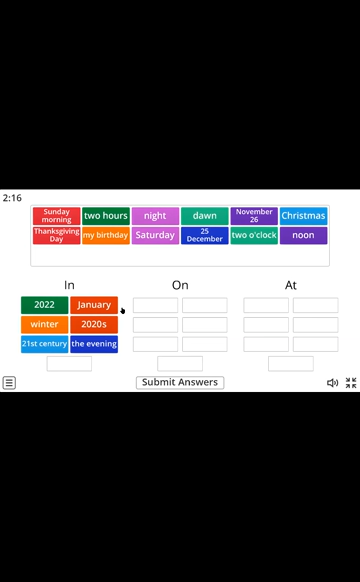 2:16
Sunday morning
two hours
night
dawn
November 26
Christmas
Thanksgiving Day
my birthday
Saturday
25 December
two o'clock
noon
In
On
At
2022
January
winter
2020s
21st century
the evening
Submit Answers